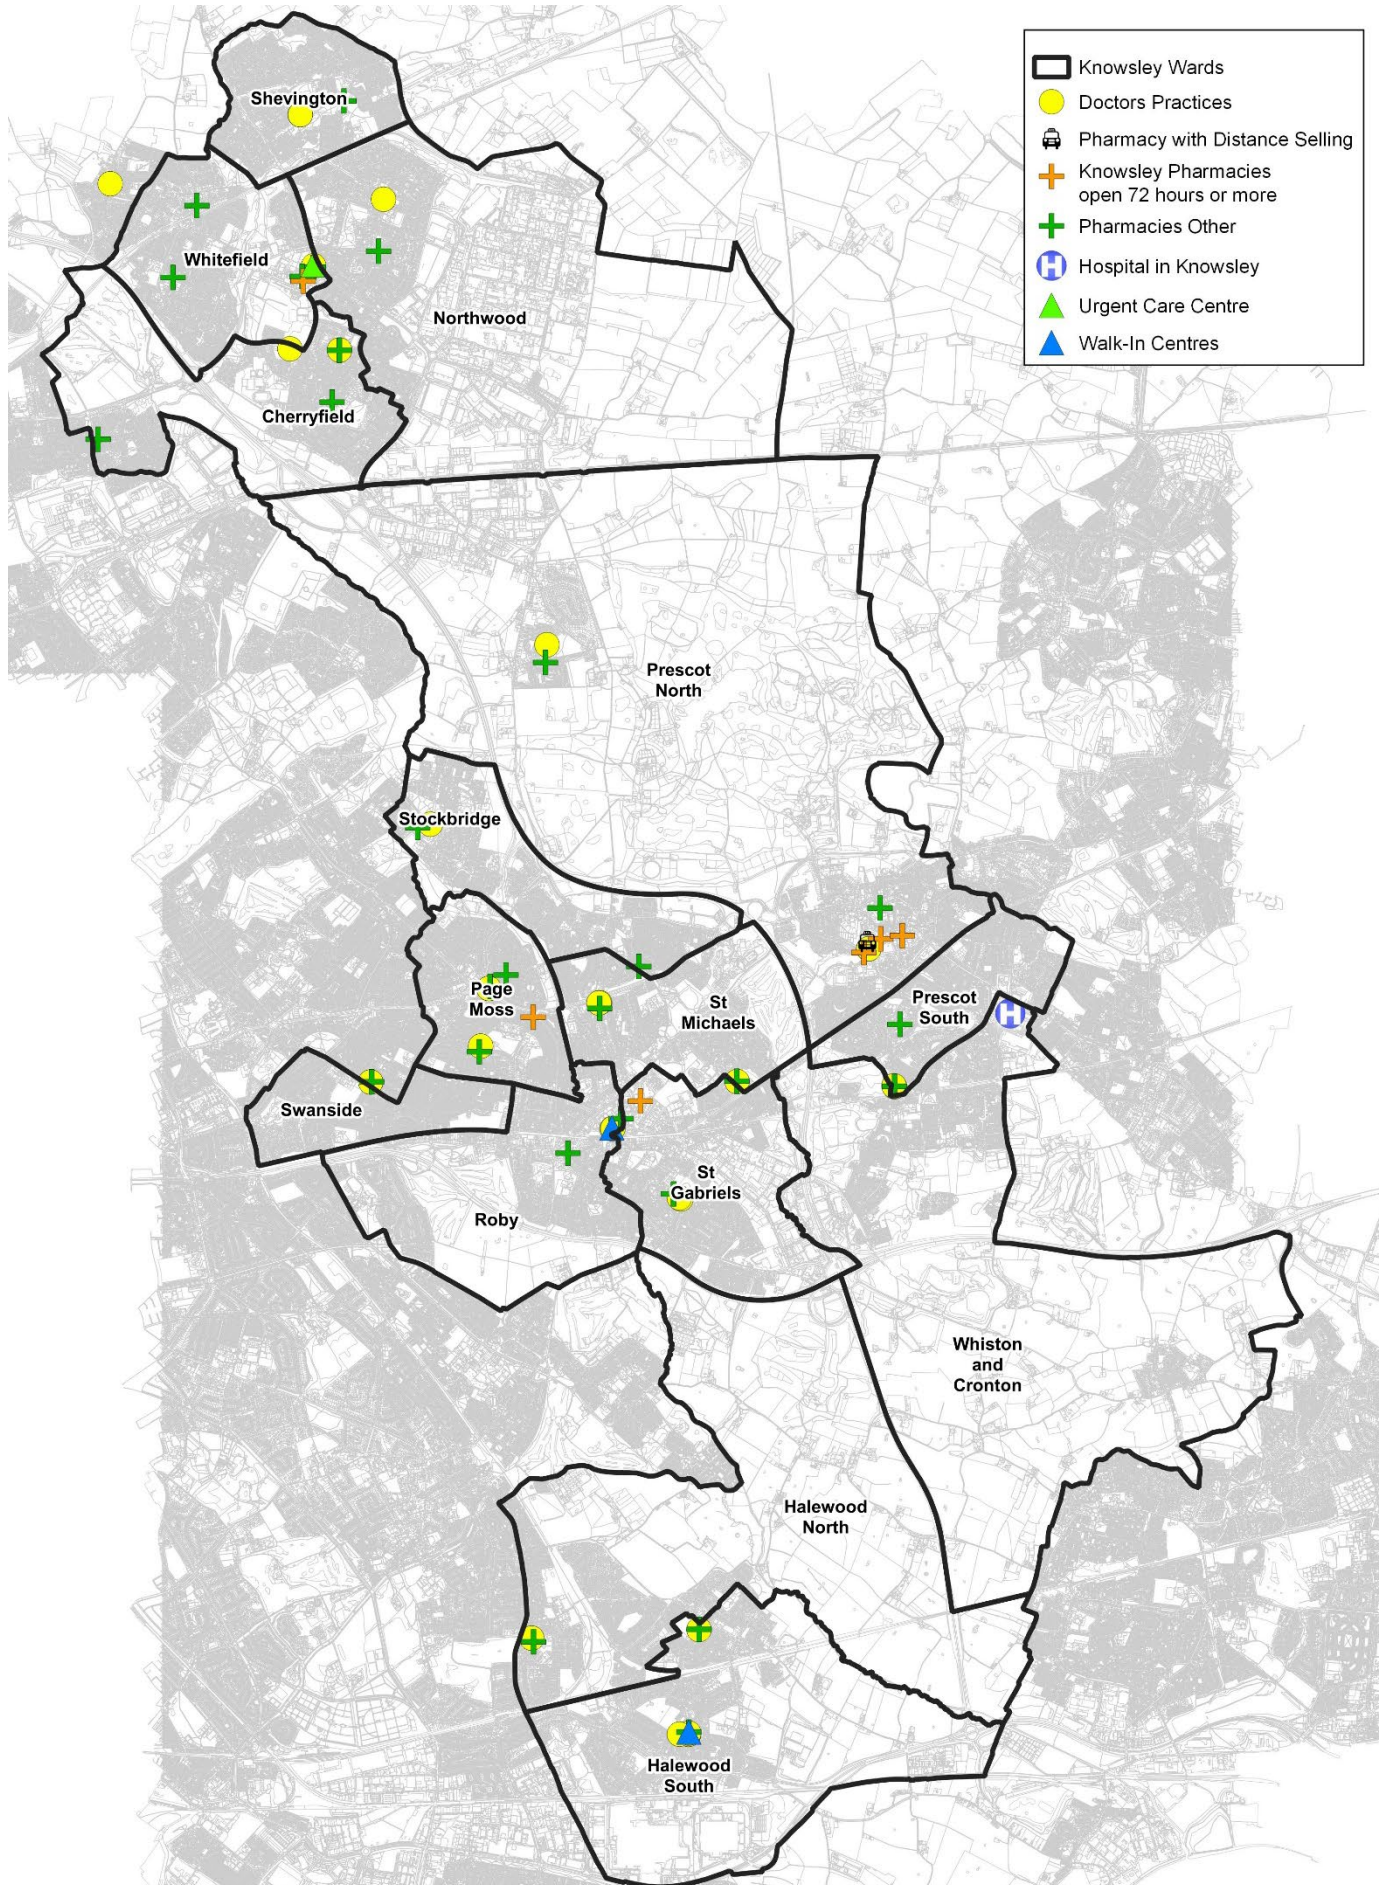 Knowsley Wards
Doctors Practices
Pharmacy with Distance Selling
Knowsley Pharmacies
open 72 hours or more
Pharmacies Other
H
Hospital in Knowsley
Urgent Care Centre
Walk-In Centres
Shevington
Whitefield
Northwood
Cherryfield
Prescot
North
Stockbridge
Page
Moss
St
Michaels
Prescot
South
H
Swanside
St
Gabriels
Roby
Whiston
and
Cronton
Halewood
North
Halewood
South